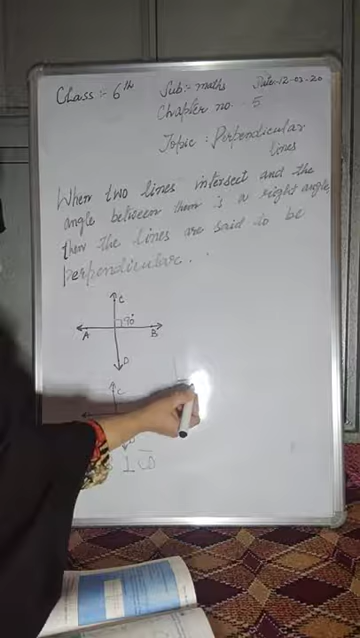 Class :- 6th Sub:- maths Date:-12-03-20
Chapter no. - 5
Topic : Perpendicular
lines
When two lines intersect and the
angle between them is a right angle,
then the lines are said to be
perpendicular.
C
90°
A B
D
C
D
⊥ CD